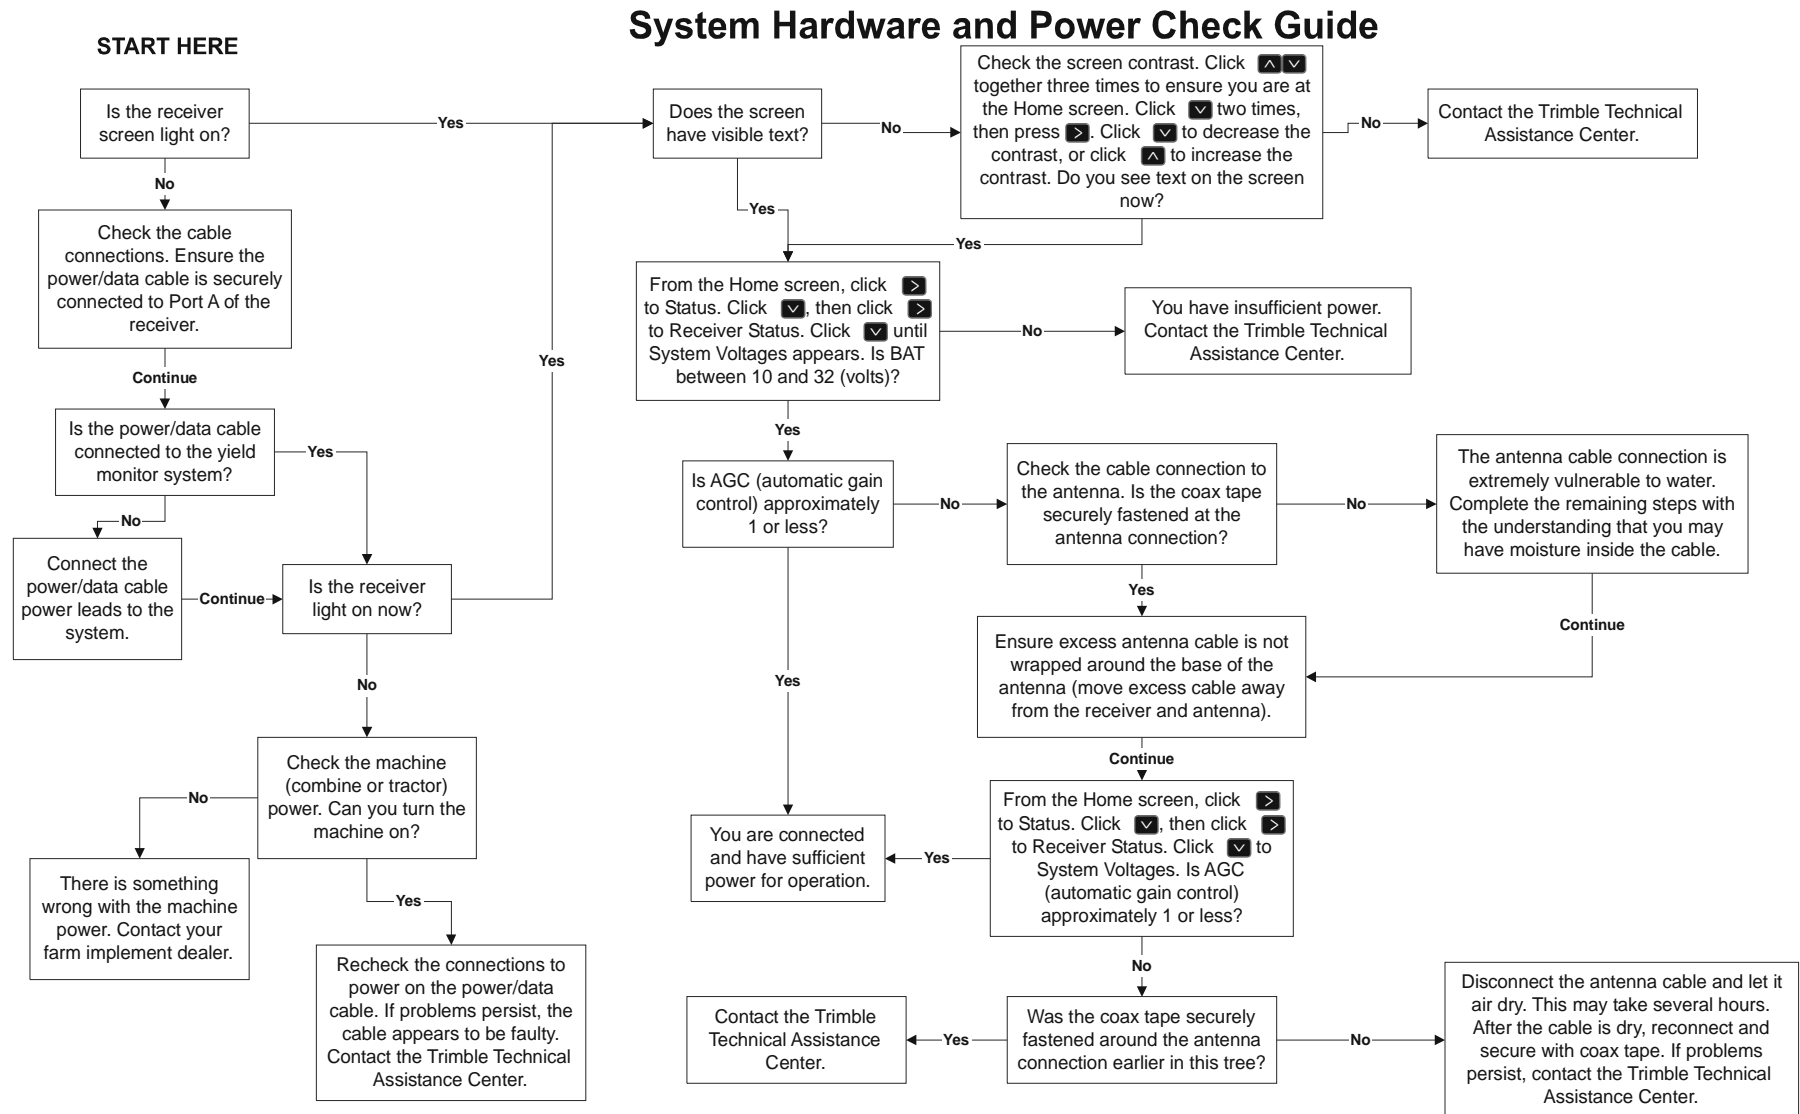 System Hardware and Power Check Guide
START HERE
Is the receiver
screen light on?
Yes
No
Check the cable
connections. Ensure the
power/data cable is securely
connected to Port A of the
receiver.
Continue
Is the power/data cable
connected to the yield
monitor system?
Yes
No
Connect the
power/data cable
power leads to the
system.
Continue
Is the receiver
light on now?
Yes
No
Check the machine
(combine or tractor)
power. Can you turn the
machine on?
No
There is something
wrong with the machine
power. Contact your
farm implement dealer.
Yes
Recheck the connections to
power on the power/data
cable. If problems persist, the
cable appears to be faulty.
Contact the Trimble Technical
Assistance Center.
Does the screen
have visible text?
No
Check the screen contrast. Click
together three times to ensure you are at
the Home screen. Click two times,
then press . Click to decrease the
contrast, or click to increase the
contrast. Do you see text on the screen
now?
No
Contact the Trimble Technical
Assistance Center.
Yes
Yes
From the Home screen, click
to Status. Click , then click
to Receiver Status. Click until
System Voltages appears. Is BAT
between 10 and 32 (volts)?
No
You have insufficient power.
Contact the Trimble Technical
Assistance Center.
Yes
Is AGC (automatic gain
control) approximately
1 or less?
No
Check the cable connection to
the antenna. Is the coax tape
securely fastened at the
antenna connection?
No
The antenna cable connection is
extremely vulnerable to water.
Complete the remaining steps with
the understanding that you may
have moisture inside the cable.
Yes
Continue
Ensure excess antenna cable is not
wrapped around the base of the
antenna (move excess cable away
from the receiver and antenna).
Yes
Continue
From the Home screen, click
to Status. Click , then click
to Receiver Status. Click to
System Voltages. Is AGC
(automatic gain control)
approximately 1 or less?
Yes
You are connected
and have sufficient
power for operation.
No
Was the coax tape securely
fastened around the antenna
connection earlier in this tree?
Yes
Contact the Trimble
Technical Assistance
Center.
No
Disconnect the antenna cable and let it
air dry. This may take several hours.
After the cable is dry, reconnect and
secure with coax tape. If problems
persist, contact the Trimble Technical
Assistance Center.